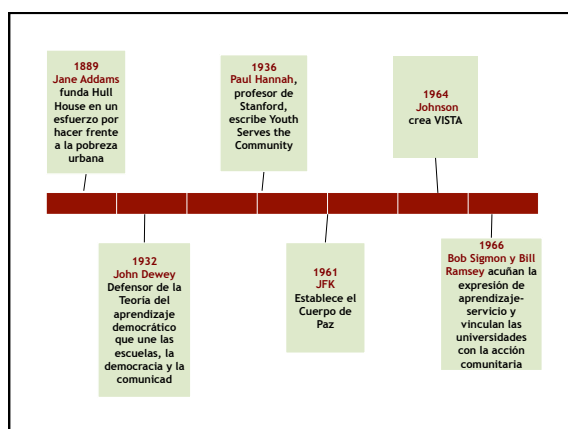 1889
Jane Addams
funda Hull
House en un
esfuerzo por
hacer frente
a la pobreza
urbana
1932
John Dewey
Defensor de la
Teoría del
aprendizaje
democrático
que une las
escuelas, la
democracia y la
comunicad
1936
Paul Hannah,
profesor de
Stanford,
escribe Youth
Serves the
Community
1961
JFK
Establece el
Cuerpo de
Paz
1964
Johnson
crea VISTA
1966
Bob Sigmon y Bill
Ramsey acuñan la
expresión de
aprendizaje-
servicio y
vinculan las
universidades
con la acción
comunitaria